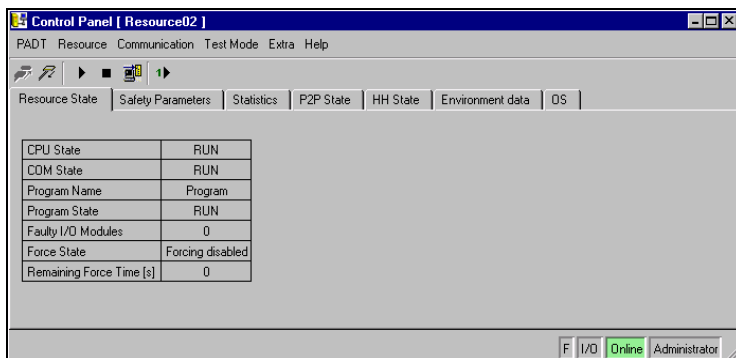 Control Panel [ Resource02 ]
PADT Resource Communication Test Mode Extra Help
1
Resource State Safety Parameters Statistics P2P State HH State Environment data OS
CPU State RUN
COM State RUN
Program Name Program
Program State RUN
Faulty I/O Modules 0
Force State Forcing disabled
Remaining Force Time [s] 0
F I/O Online Administrator